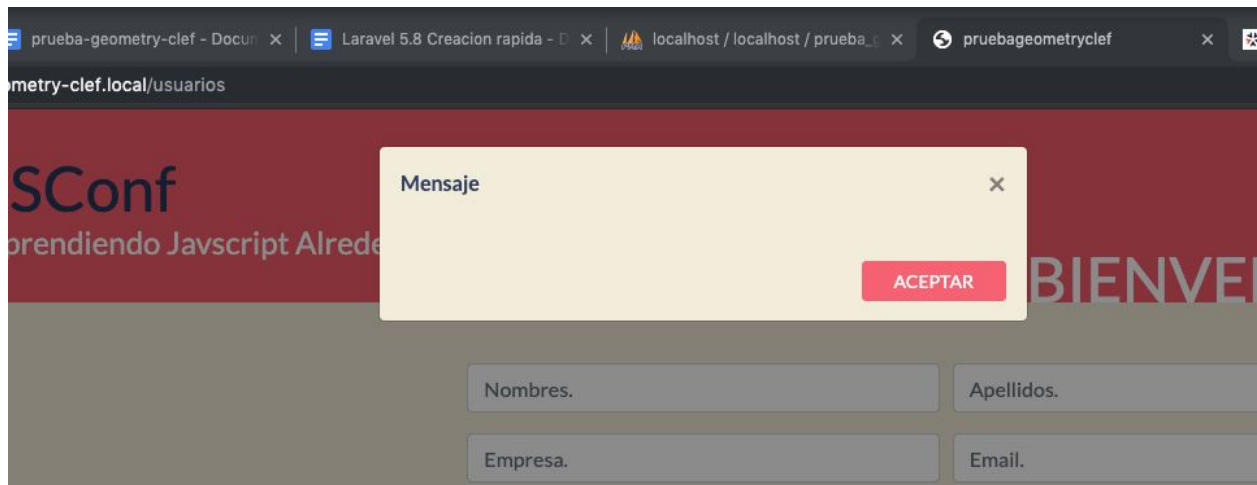 prueba-geometry-clef - Docun
Laravel 5.8 Creacion rapida - D
localhost / localhost / prueba_g
pruebageometryclef
ometry-clef.local/usuarios
SConf
prendiendo Javscript Alrede
Mensaje
ACEPTAR
BIENVE
Nombres.
Apellidos.
Empresa.
Email.